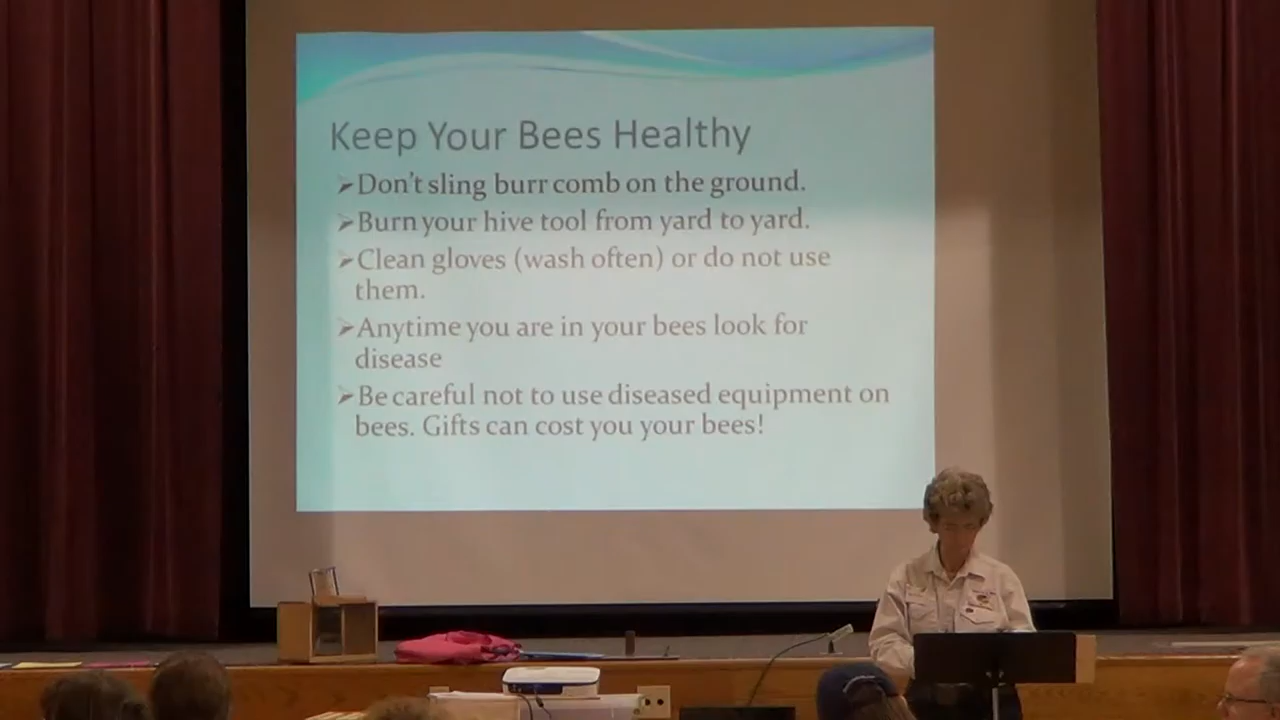 Keep Your Bees Healthy
➢Don't sling burr comb on the ground.
➢Burn your hive tool from yard to yard.
➢Clean gloves (wash often) or do not use
them.
➢Anytime you are in your bees look for
disease
➢Be careful not to use diseased equipment on
bees. Gifts can cost you your bees!